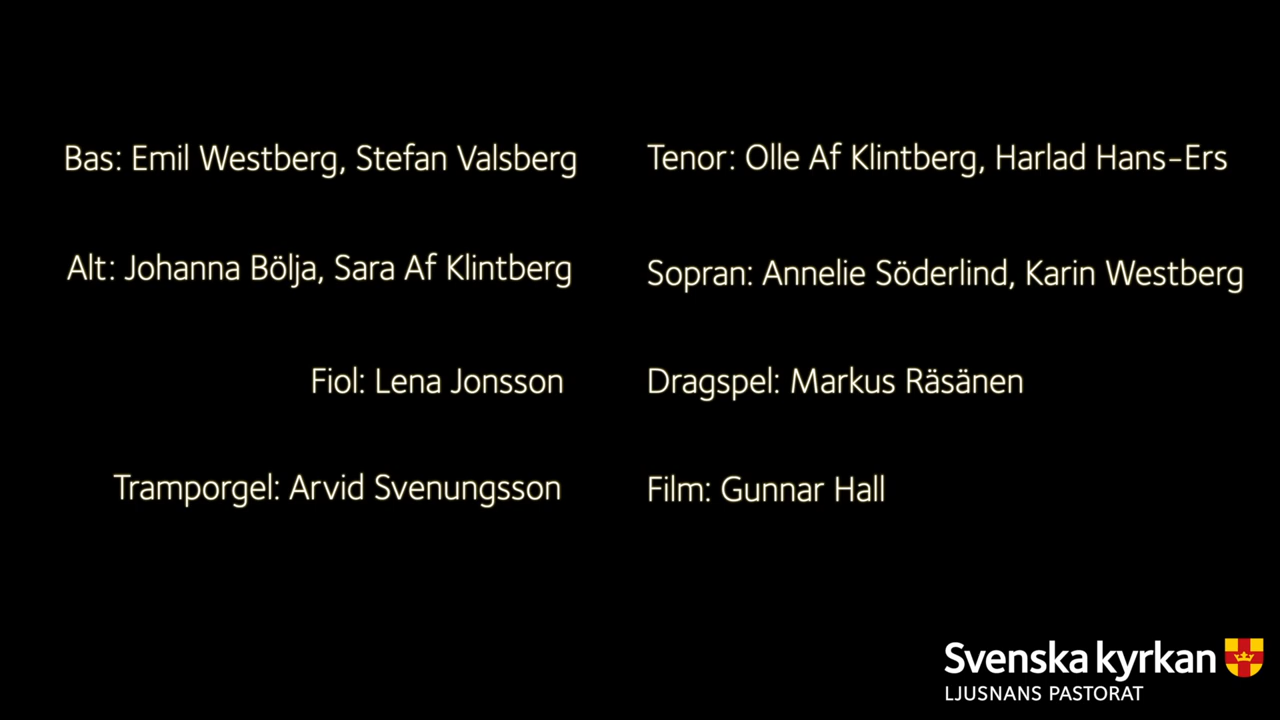 Bas: Emil Westberg, Stefan Valsberg
Tenor: Olle Af Klintberg, Harlad Hans-Ers
Alt: Johanna Bölja, Sara Af Klintberg
Sopran: Annelie Söderlind, Karin Westberg
Fiol: Lena Jonsson
Dragspel: Markus Räsänen
Tramporgel: Arvid Svenungsson
Film: Gunnar Hall
Svenska kyrkan
LJUSNANS PASTORAT